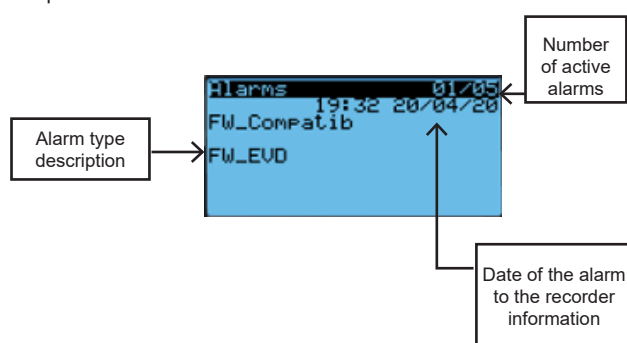 Number
of active
alarms
Alarms 01/05
19:32 20/04/20
FW_Compatib
FW_EVD
Alarm type
description
Date of the alarm
to the recorder
information